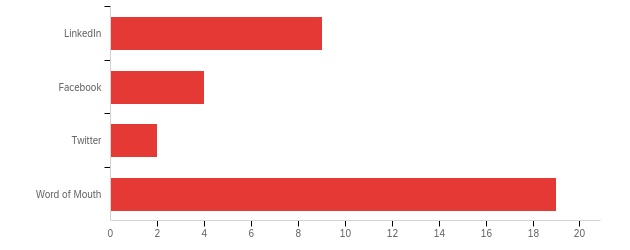 LinkedIn
Facebook
Twitter
Word of Mouth
0 2 4 6 8 10 12 14 16 18 20